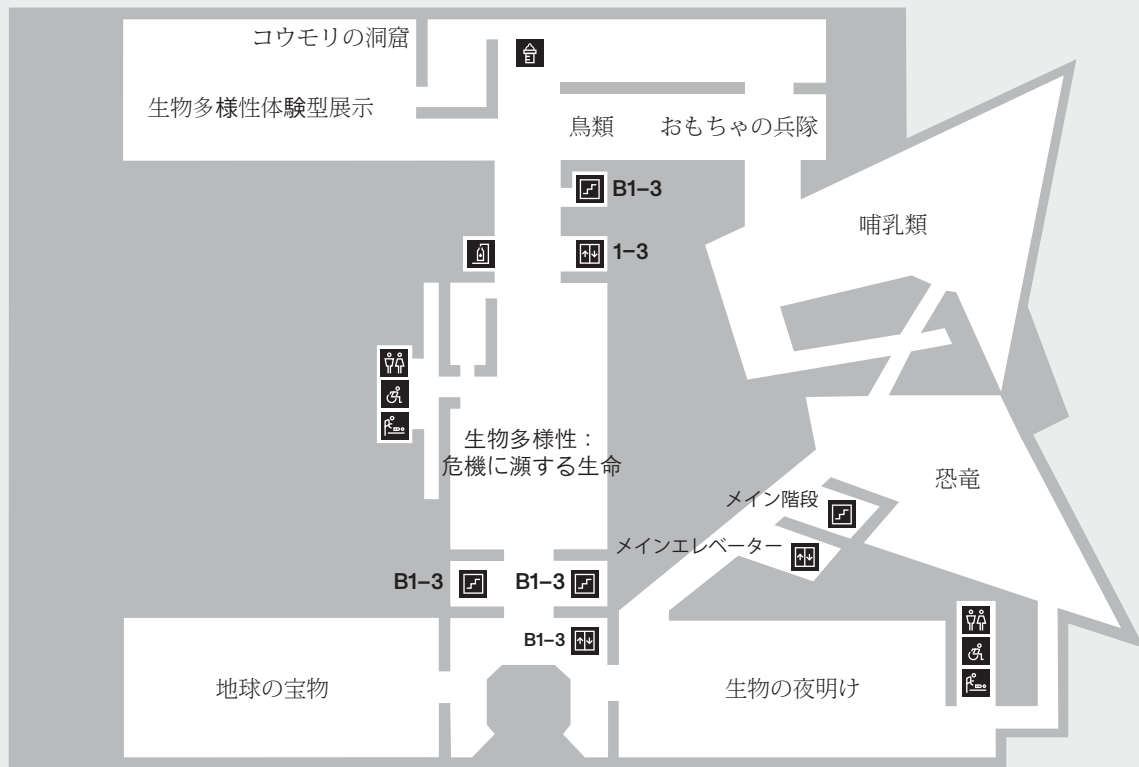 コウモリの洞窟
生物多様性体験型展示
鳥類
おもちゃの兵隊
B1–3
哺乳類
1–3
生物多様性：
危機に瀕する生命
恐竜
メイン階段
メインエレベーター
B1–3
B1–3
B1–3
地球の宝物
生物の夜明け